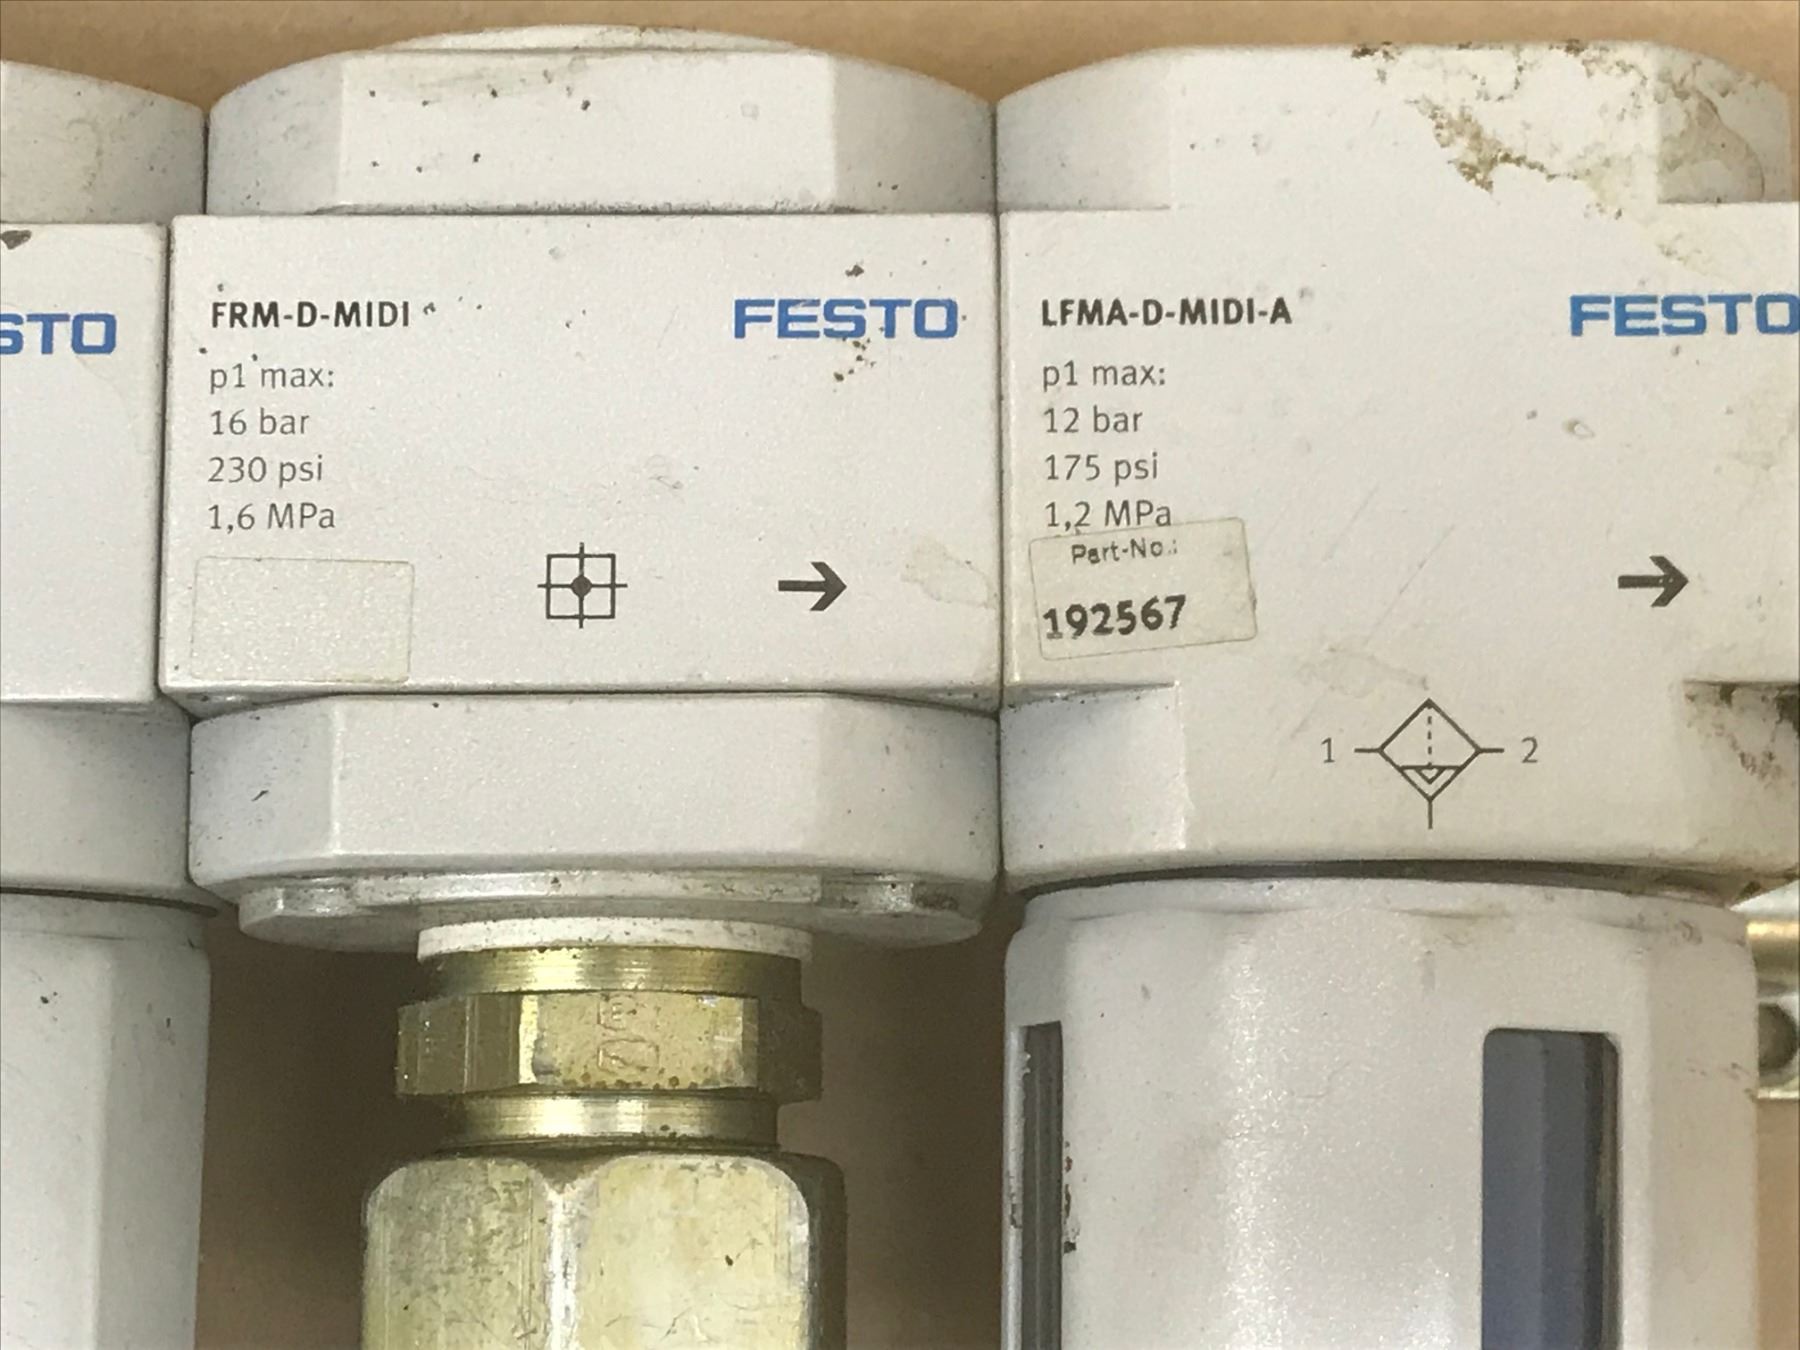 STO
FRM-D-MIDI
FESTO
p1 max:
16 bar
230 psi
1,6 MPa
LFMA-D-MIDI-A
FESTO
p1 max:
12 bar
175 psi
1,2 MPa
Part-No.:
192567
1
2